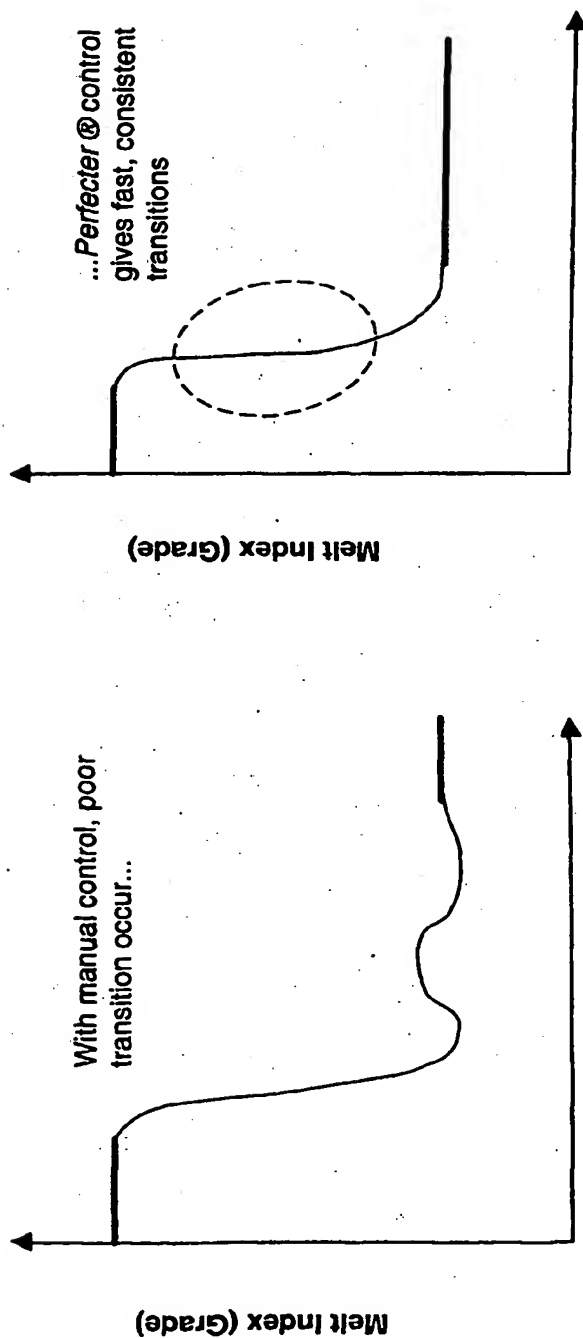 With manual control, poor
transition occur...
Melt Index (Grade)
...Perfecter ® control
gives fast, consistent
transitions
Melt Index (Grade)